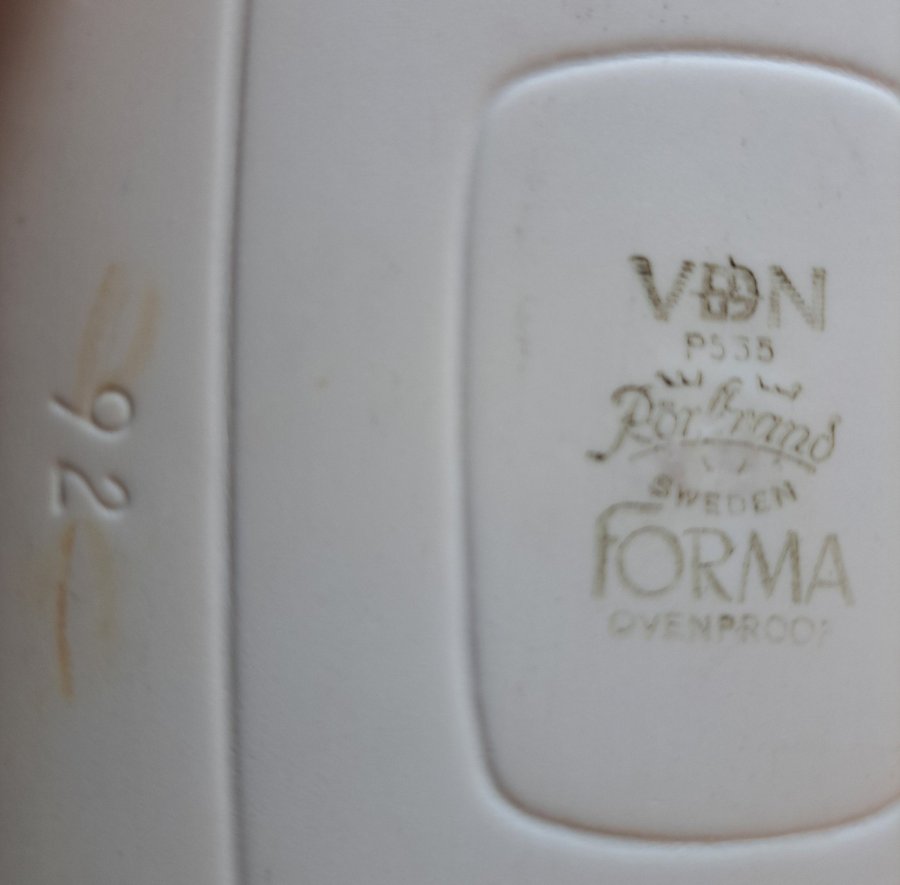 92
VDN
P535
Rörstrand
SWEDEN
FORMA
OVENPROOF